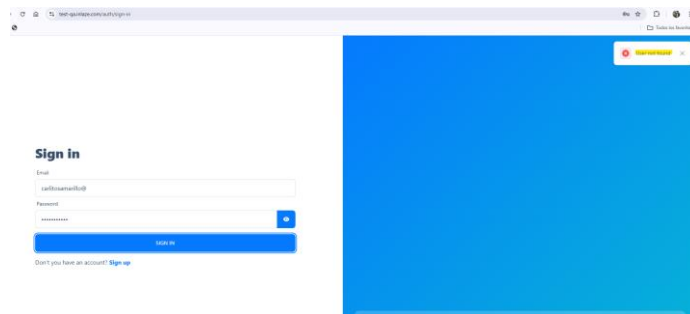 Sign in
Email
Password
SIGN IN
Don't you have an account? Sign up
User not found